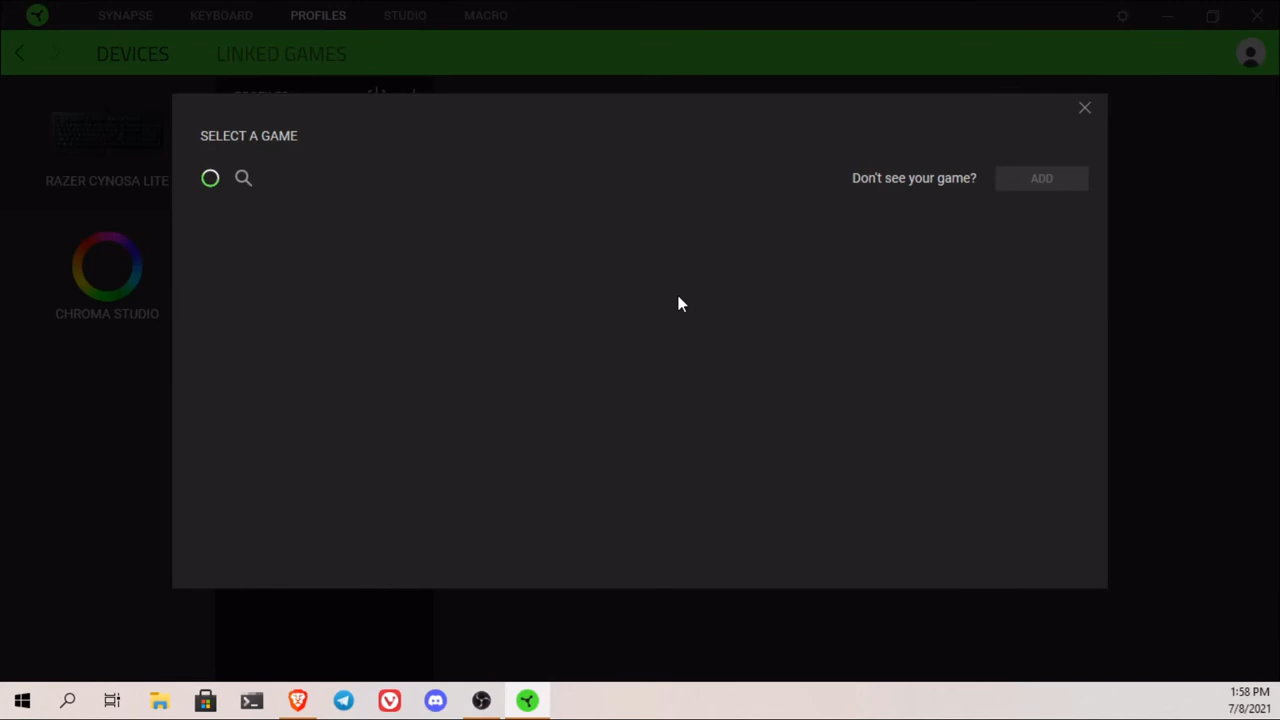 SYNAPSE KEYBOARD PROFILES STUDIO MACRO
DEVICES LINKED GAMES
SELECT A GAME
Don't see your game? ADD
RAZER CYNOSA LITE
CHROMA STUDIO
1:58 PM
7/8/2021